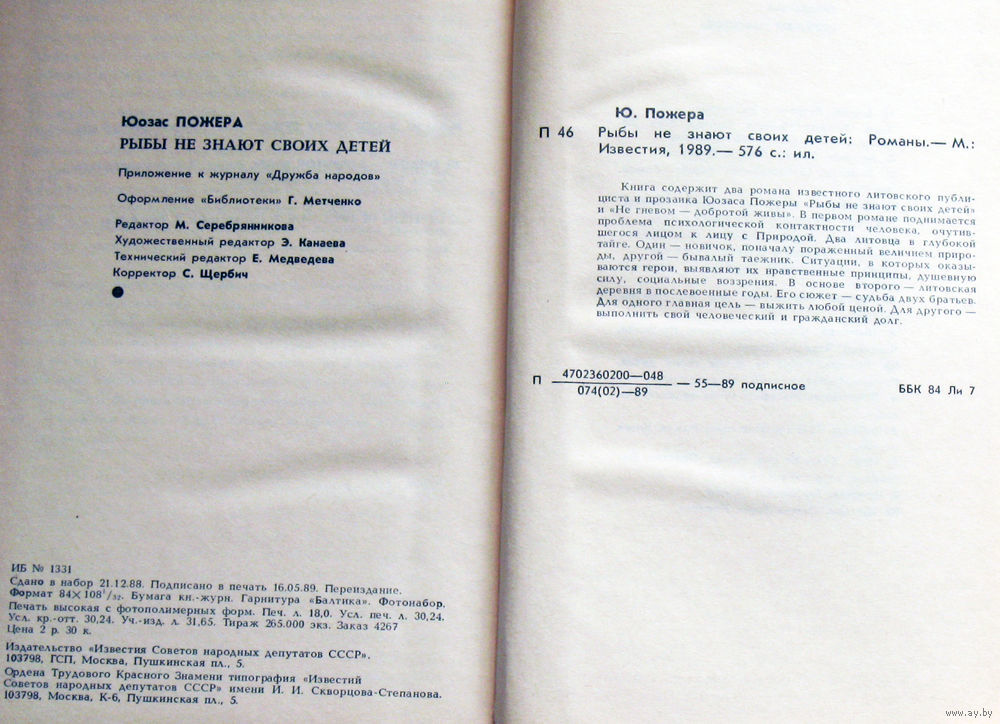 Юозас ПОЖЕРА
РЫБЫ НЕ ЗНАЮТ СВОИХ ДЕТЕЙ
Приложение к журналу «Дружба народов»
Оформление «Библиотеки» Г. Метченко
Редактор М. Серебрянникова
Художественный редактор Э. Канаева
Технический редактор Е. Медведева
Корректор С. Щербич
ИБ № 1331
Сдано в набор 21.12.88. Подписано в печать 16.05.89. Переиздание.
Формат 84×108¹/₃₂. Бумага кн.-журн. Гарнитура «Балтика». Фотонабор.
Печать высокая с фотополимерных форм. Печ. л. 18,0. Усл. печ. л. 30,24.
Усл. кр.-отт. 30,24. Уч.-изд. л. 31,65. Тираж 265.000 экз. Заказ 4267
Цена 2 р. 30 к.
Издательство «Известия Советов народных депутатов СССР».
103798, ГСП, Москва, Пушкинская пл., 5.
Ордена Трудового Красного Знамени типография «Известий
Советов народных депутатов СССР» имени И. И. Скворцова-Степанова.
103798, Москва, К-6, Пушкинская пл., 5.
Ю. Пожера
П 46 Рыбы не знают своих детей: Романы.— М.:
Известия, 1989.— 576 с.: ил.
Книга содержит два романа известного литовского публи-
циста и прозаика Юозаса Пожеры «Рыбы не знают своих детей»
и «Не гневом — добротой живы». В первом романе поднимается
проблема психологической контактности человека, очутив-
шегося лицом к лицу с Природой. Два литовца в глубокой
тайге. Один — новичок, поначалу пораженный величием приро-
ды, другой — бывалый таежник. Ситуации, в которых оказы-
ваются герои, выявляют их нравственные принципы, душевную
силу, социальные воззрения. В основе второго — литовская
деревня в послевоенные годы. Его сюжет — судьба двух братьев.
Для одного главная цель — выжить любой ценой. Для другого —
выполнить свой человеческий и гражданский долг.
4702360200—048
П — 55—89 подписное ББК 84 Ли 7
074(02)—89
www.ay.by